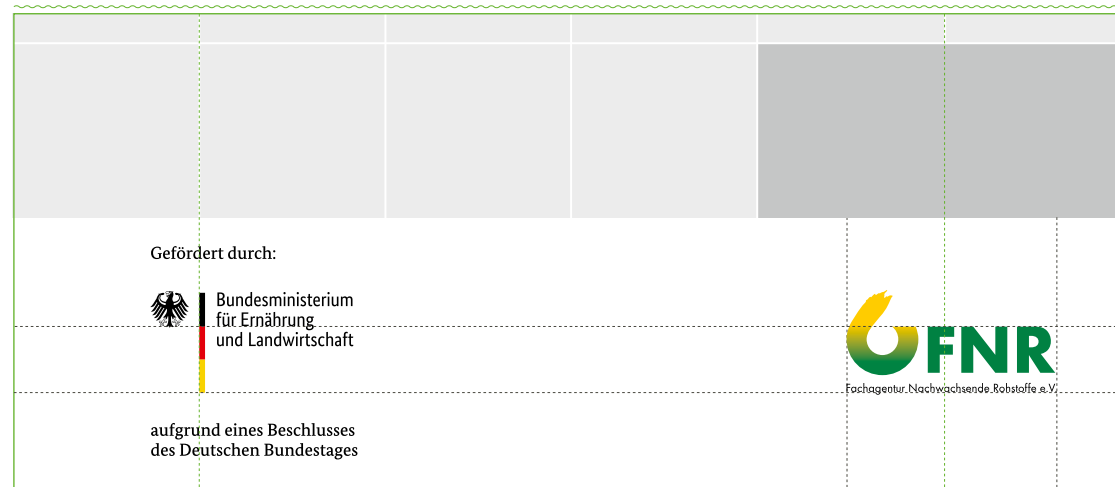 Gefördert durch:
Bundesministerium
für Ernährung
und Landwirtschaft
FNR
Fachagentur Nachwachsende Rohstoffe e.V.
aufgrund eines Beschlusses
des Deutschen Bundestages